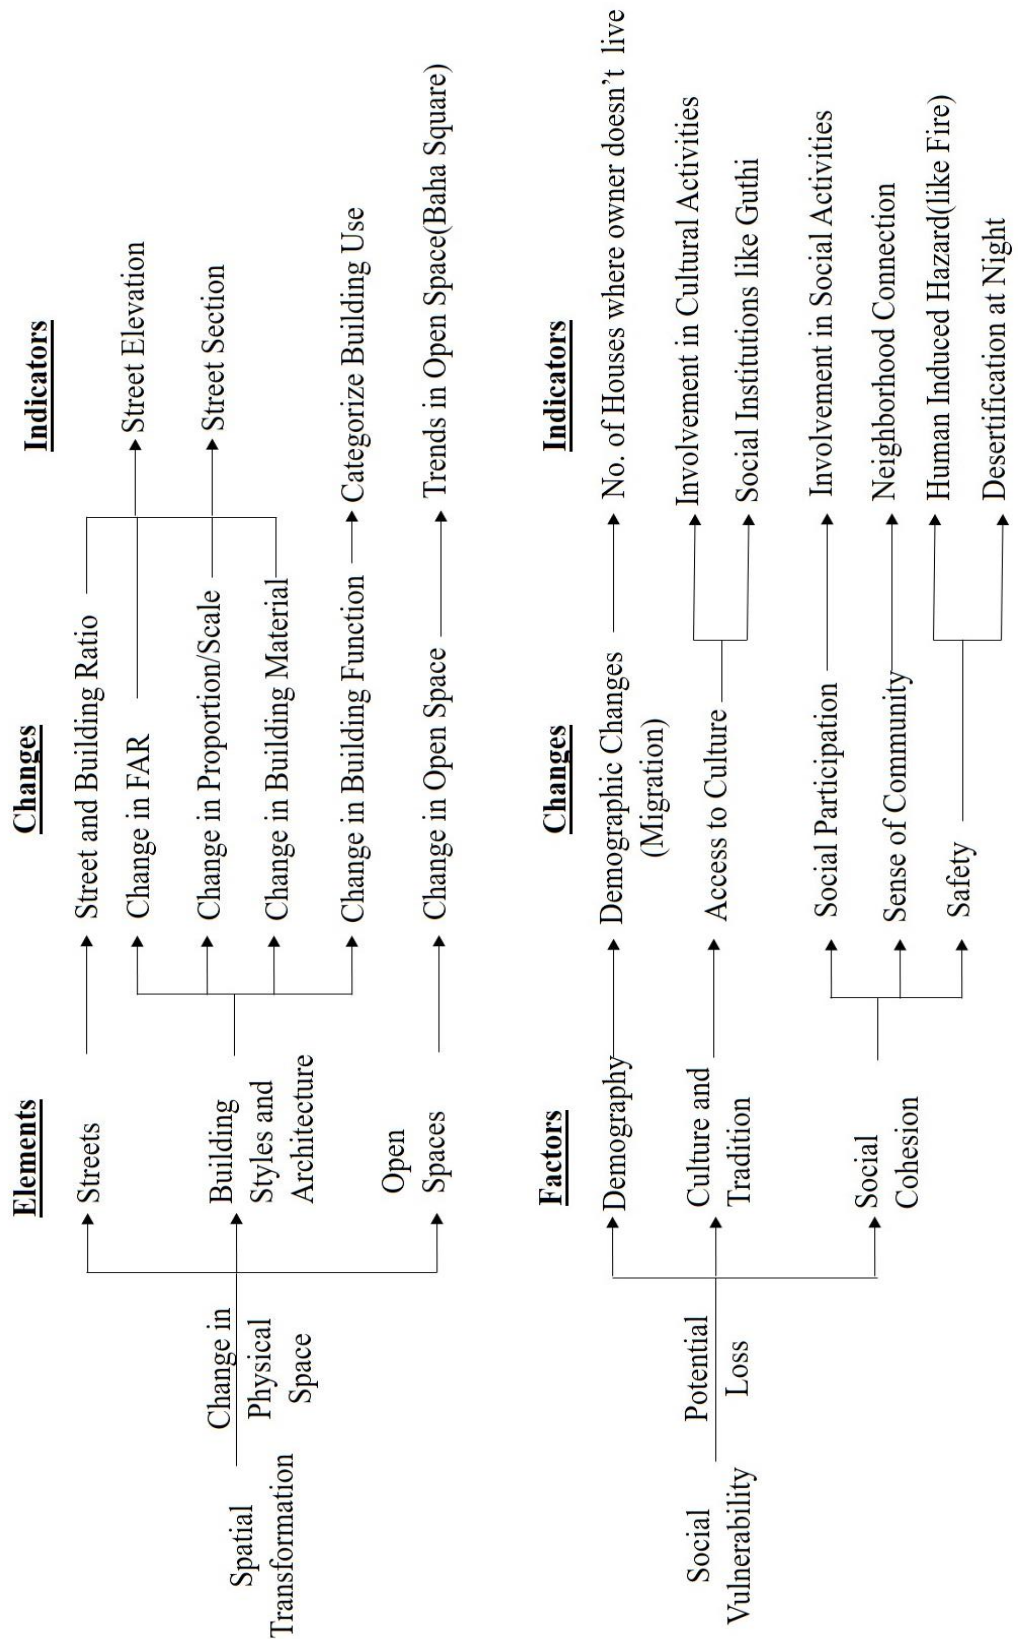 Elements
Changes
Indicators
Spatial
Transformation
Change in
Physical
Space
Streets
Street and Building Ratio
Building
Styles and
Architecture
Change in FAR
Change in Proportion/Scale
Change in Building Material
Change in Building Function
Street Elevation
Street Section
Categorize Building Use
Open
Spaces
Change in Open Space
Trends in Open Space(Baha Square)
Factors
Changes
Indicators
Social
Vulnerability
Potential
Loss
Demography
Demographic Changes
(Migration)
No. of Houses where owner doesn't live
Culture and
Tradition
Access to Culture
Involvement in Cultural Activities
Social Institutions like Guthi
Social
Cohesion
Social Participation
Involvement in Social Activities
Sense of Community
Neighborhood Connection
Safety
Human Induced Hazard(like Fire)
Desertification at Night